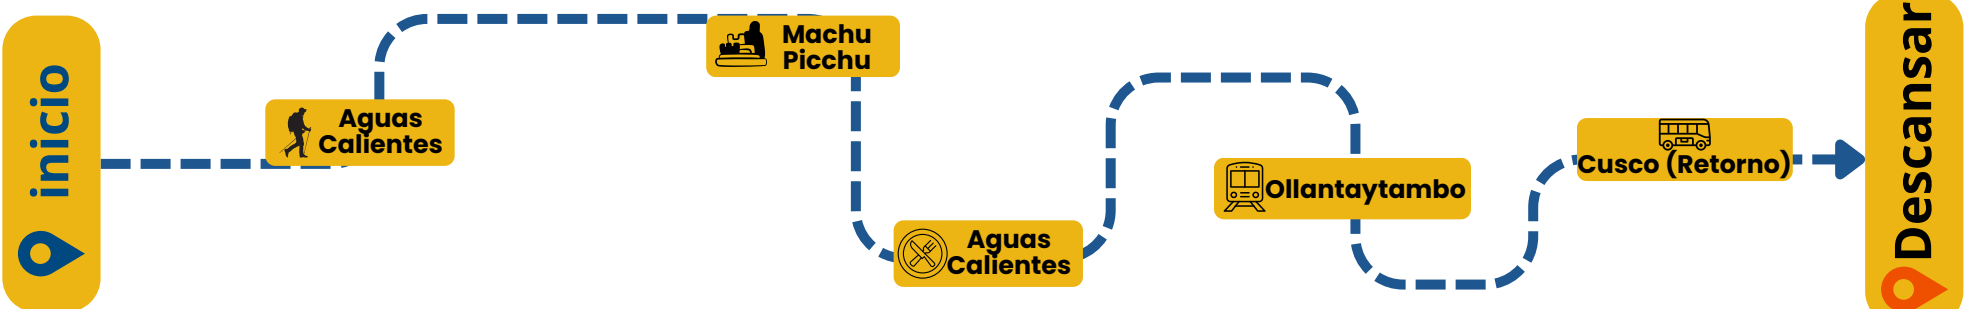 inicio
Aguas
Calientes
Machu
Picchu
Aguas
Calientes
Ollantaytambo
Cusco (Retorno)
Descansar